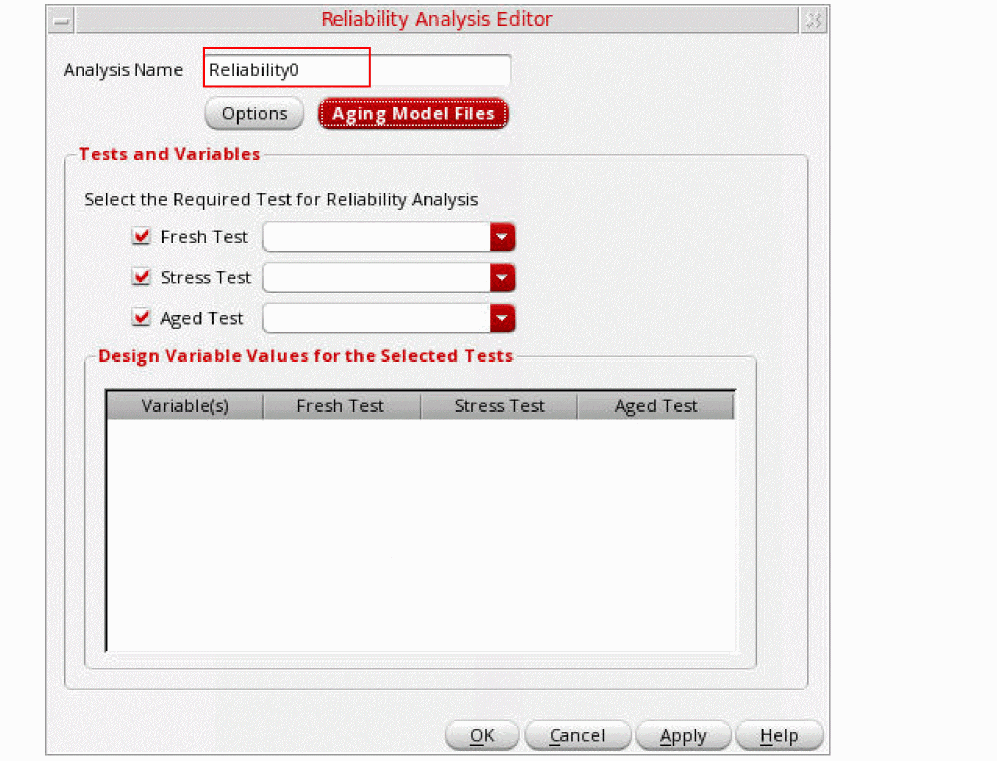 Reliability Analysis Editor
Analysis Name Reliability0
Options Aging Model Files
Tests and Variables
Select the Required Test for Reliability Analysis
Fresh Test
Stress Test
Aged Test
Design Variable Values for the Selected Tests
Variable(s) Fresh Test Stress Test Aged Test
OK Cancel Apply Help